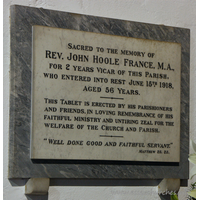 SACRED TO THE MEMORY OF
REV. JOHN HOOLE FRANCE, M.A.,
FOR 2 YEARS VICAR OF THIS PARISH,
WHO ENTERED INTO REST JUNE 15TH 1918,
AGED 56 YEARS.
THIS TABLET IS ERECTED BY HIS PARISHIONERS
AND FRIENDS, IN LOVING REMEMBRANCE OF HIS
FAITHFUL MINISTRY AND UNTIRING ZEAL FOR THE
WELFARE OF THE CHURCH AND PARISH.
"WELL DONE GOOD AND FAITHFUL SERVANT."
MATTHEW 25. 23.